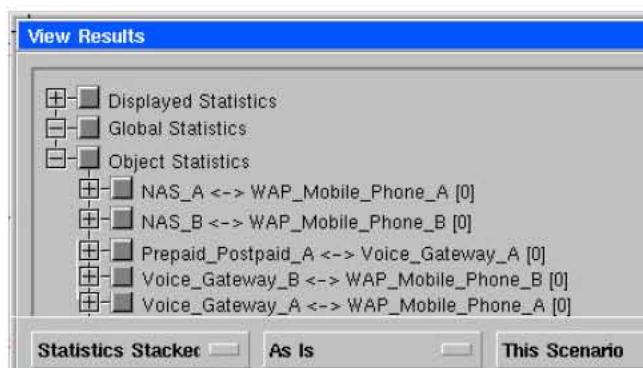 View Results
Displayed Statistics
Global Statistics
Object Statistics
NAS_A <-> WAP_Mobile_Phone_A [0]
NAS_B <-> WAP_Mobile_Phone_B [0]
Prepaid_Postpaid_A <-> Voice_Gateway_A [0]
Voice_Gateway_B <-> WAP_Mobile_Phone_B [0]
Voice_Gateway_A <-> WAP_Mobile_Phone_A [0]
Statistics Stacked As Is This Scenario